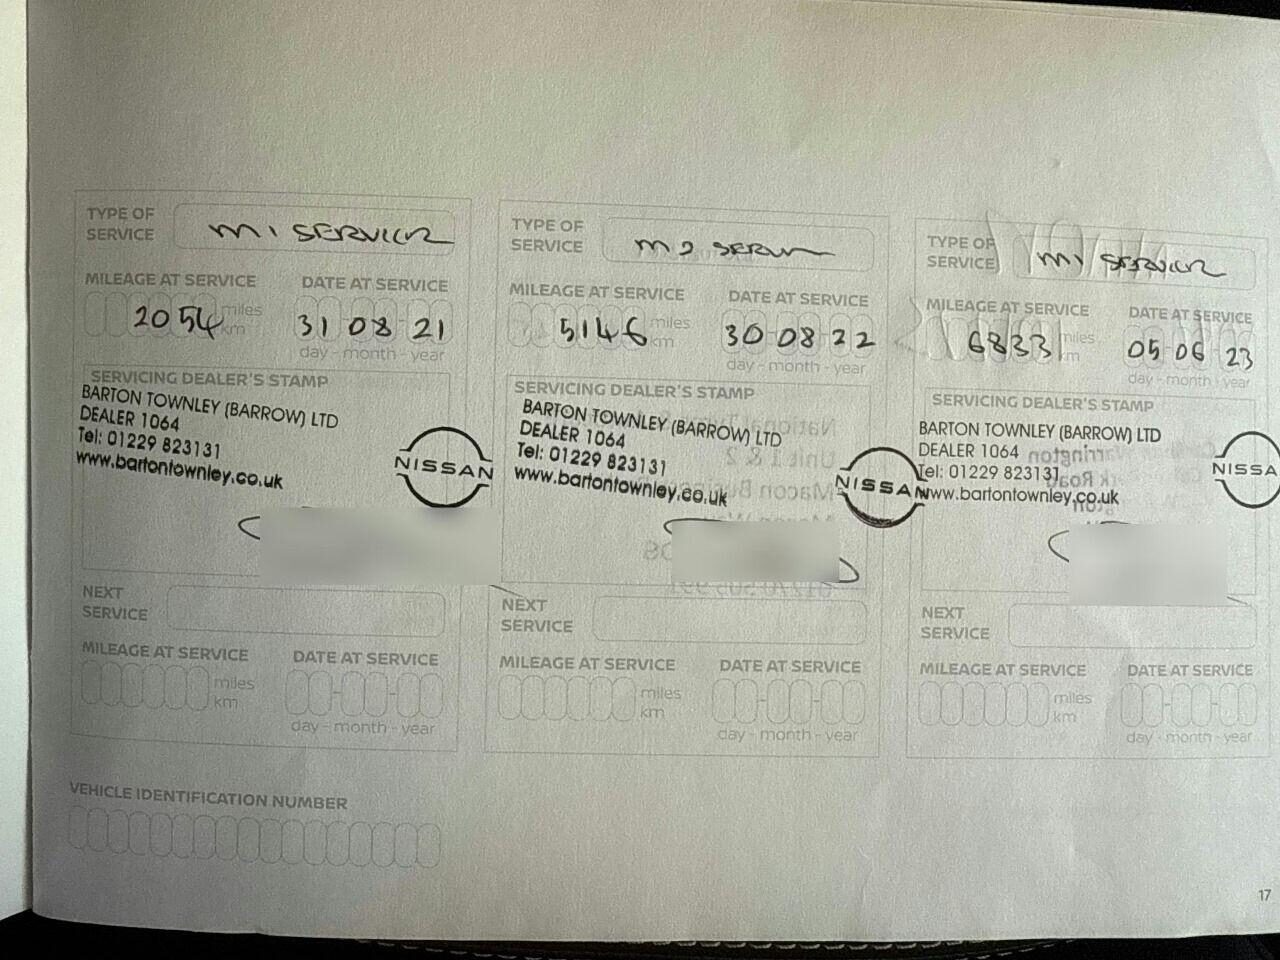 TYPE OF SERVICE M1 SERVICE
MILEAGE AT SERVICE DATE AT SERVICE
2054 miles km 31 08 21
day - month - year
SERVICING DEALER'S STAMP
BARTON TOWNLEY (BARROW) LTD
DEALER 1064
Tel: 01229 823131
www.bartontownley.co.uk
NISSAN
NEXT SERVICE
MILEAGE AT SERVICE DATE AT SERVICE
miles km
day - month - year
TYPE OF SERVICE M2
MILEAGE AT SERVICE DATE AT SERVICE
5146 miles km 30 08 22
day - month - year
SERVICING DEALER'S STAMP
BARTON TOWNLEY (BARROW) LTD
DEALER 1064
Tel: 01229 823131
www.bartontownley.co.uk
NISSAN
NEXT SERVICE
MILEAGE AT SERVICE DATE AT SERVICE
miles km
day - month - year
TYPE OF SERVICE M1 SERVICE
MILEAGE AT SERVICE DATE AT SERVICE
6833 miles km 05 06 23
day - month - year
SERVICING DEALER'S STAMP
BARTON TOWNLEY (BARROW) LTD
DEALER 1064
Tel: 01229 823131
www.bartontownley.co.uk
NISSA
NEXT SERVICE
MILEAGE AT SERVICE DATE AT SERVICE
miles km
day - month - year
VEHICLE IDENTIFICATION NUMBER
17